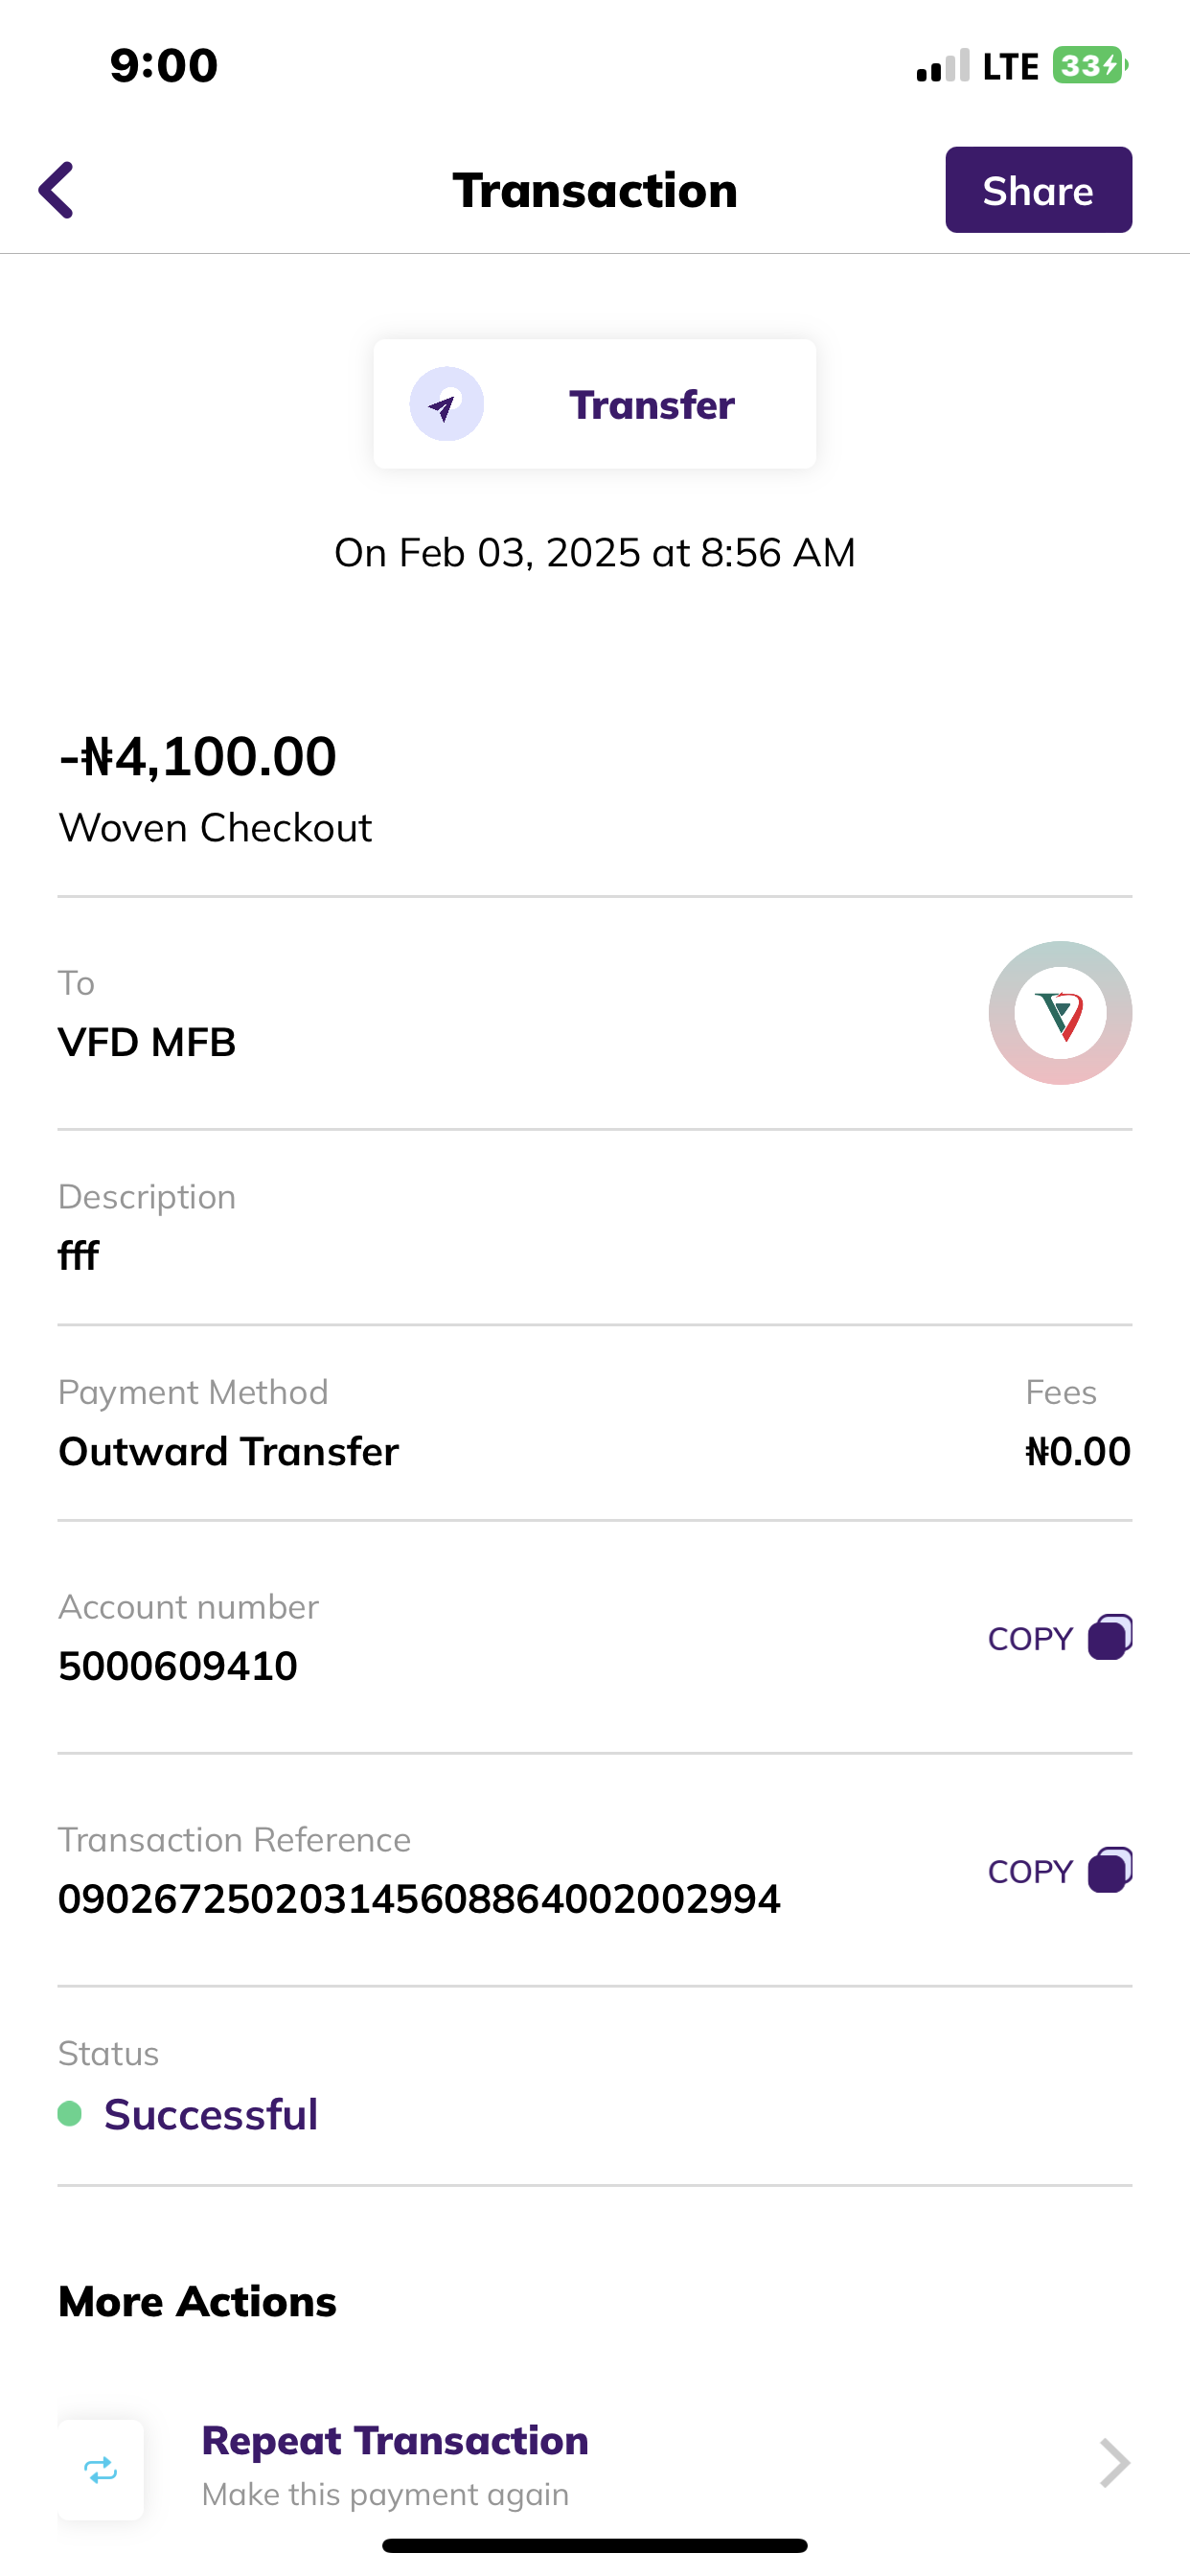 9:00
LTE 33
Transaction
Share
Transfer
On Feb 03, 2025 at 8:56 AM
-₦4,100.00
Woven Checkout
To
VFD MFB
Description
fff
Payment Method
Fees
Outward Transfer
₦0.00
Account number
5000609410
COPY
Transaction Reference
090267250203145608864002002994
COPY
Status
Successful
More Actions
Repeat Transaction
Make this payment again